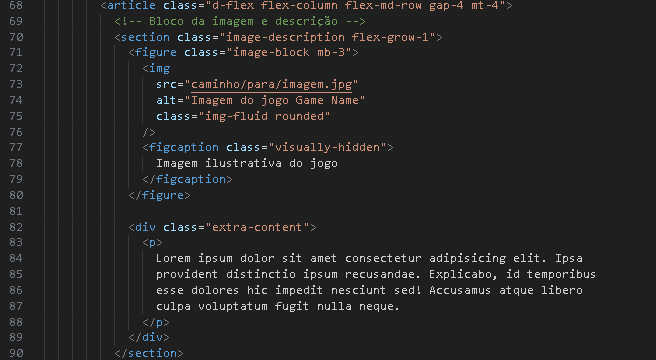 68 <article class="d-flex flex-column flex-md-row gap-4 mt-4">
69 <!-- Bloco da imagem e descrição -->
70 <section class="image-description flex-grow-1">
71 <figure class="image-block mb-3">
72 <img
73 src="caminho/para/imagem.jpg"
74 alt="Imagem do jogo Game Name"
75 class="img-fluid rounded"
76 />
77 <figcaption class="visually-hidden">
78 Imagem ilustrativa do jogo
79 </figcaption>
80 </figure>
81
82 <div class="extra-content">
83 <p>
84 Lorem ipsum dolor sit amet consectetur adipisicing elit. Ipsa
85 provident distinctio ipsum recusandae. Explicabo, id temporibus
86 esse dolores hic impedit nesciunt sed! Accusamus atque libero
87 culpa voluptatum fugit nulla neque.
88 </p>
89 </div>
90 </section>